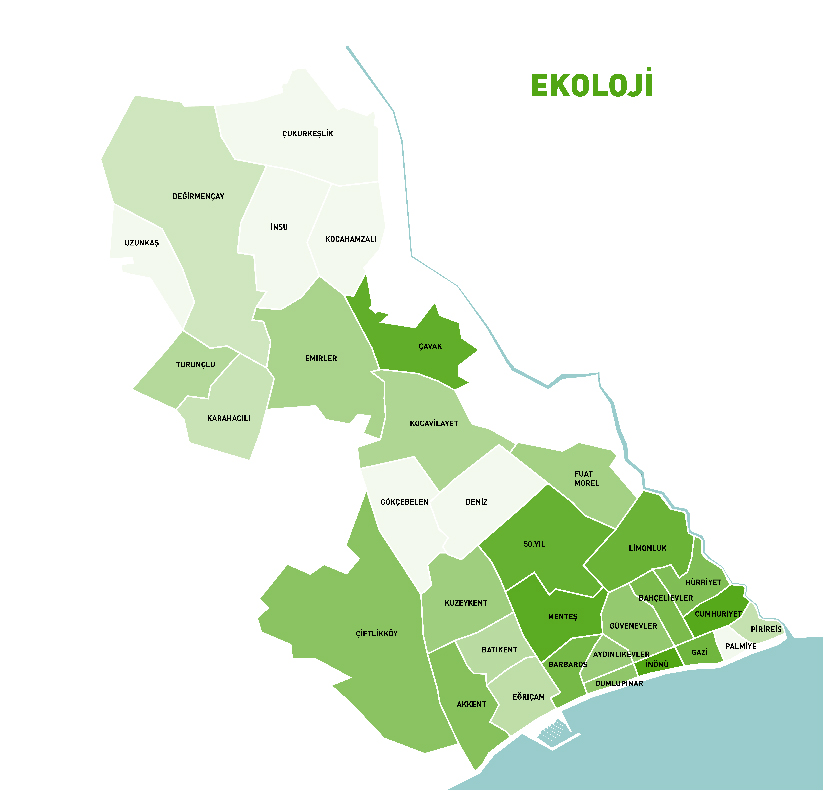 EKOLOJİ
ÇUKURKEŞLİK
DEĞİRMENÇAY
İNSU
KOCAHAMZALI
UZUNKAŞ
ÇAVAK
EMİRLER
TURUNÇLU
KARAHACILI
KOCAVİLAYET
FUAT
MOREL
GÖKÇEBELEN
DENİZ
50.YIL
LİMONLUK
HÜRRİYET
BAHÇELİEVLER
KUZEYKENT
CUMHURİYET
MENTEŞ
GÜVENEVLER
PİRİREİS
ÇİFTLİKKÖY
PALMİYE
BATIKENT
AYDINLIKEVLER
GAZİ
BARBAROS
İNÖNÜ
DUMLUPINAR
EĞRİÇAM
AKKENT